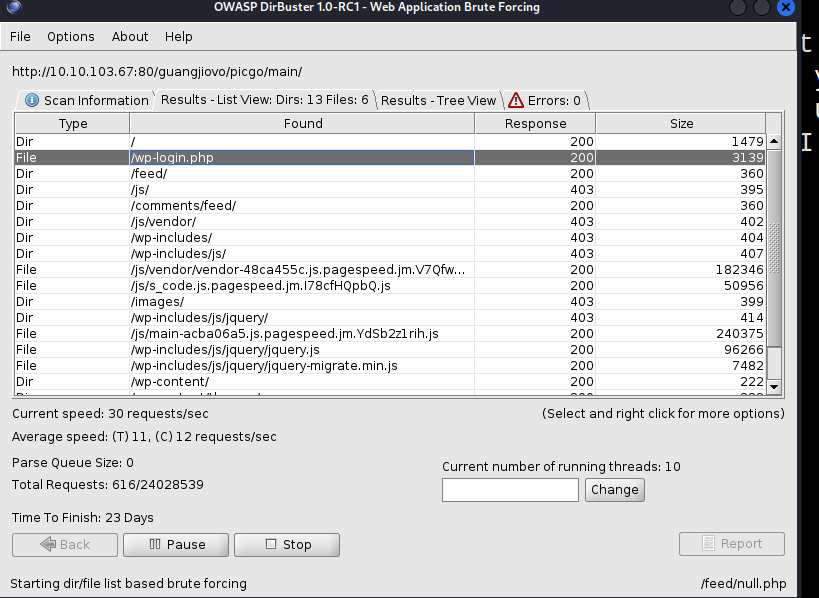 OWASP DirBuster 1.0-RC1 - Web Application Brute Forcing
File Options About Help
http://10.10.103.67:80/guangjiovo/picgo/main/
Scan Information Results - List View: Dirs: 13 Files: 6 Results - Tree View Errors: 0
Type Found Response Size
Dir / 200 1479
File /wp-login.php 200 3139
Dir /feed/ 200 360
Dir /js/ 403 395
Dir /comments/feed/ 200 360
Dir /js/vendor/ 403 402
Dir /wp-includes/ 403 404
Dir /wp-includes/js/ 403 407
File /js/vendor/vendor-48ca455c.js.pagespeed.jm.V7Qfw... 200 182346
File /js/s_code.js.pagespeed.jm.I78cfHQpbQ.js 200 50956
Dir /images/ 403 399
Dir /wp-includes/js/jquery/ 403 414
File /js/main-acba06a5.js.pagespeed.jm.YdSb2z1rih.js 200 240375
File /wp-includes/js/jquery/jquery.js 200 96266
File /wp-includes/js/jquery/jquery-migrate.min.js 200 7482
Dir /wp-content/ 200 222
Current speed: 30 requests/sec (Select and right click for more options)
Average speed: (T) 11, (C) 12 requests/sec
Parse Queue Size: 0
Current number of running threads: 10
Total Requests: 616/24028539
Change
Time To Finish: 23 Days
Back Pause Stop Report
Starting dir/file list based brute forcing /feed/null.php